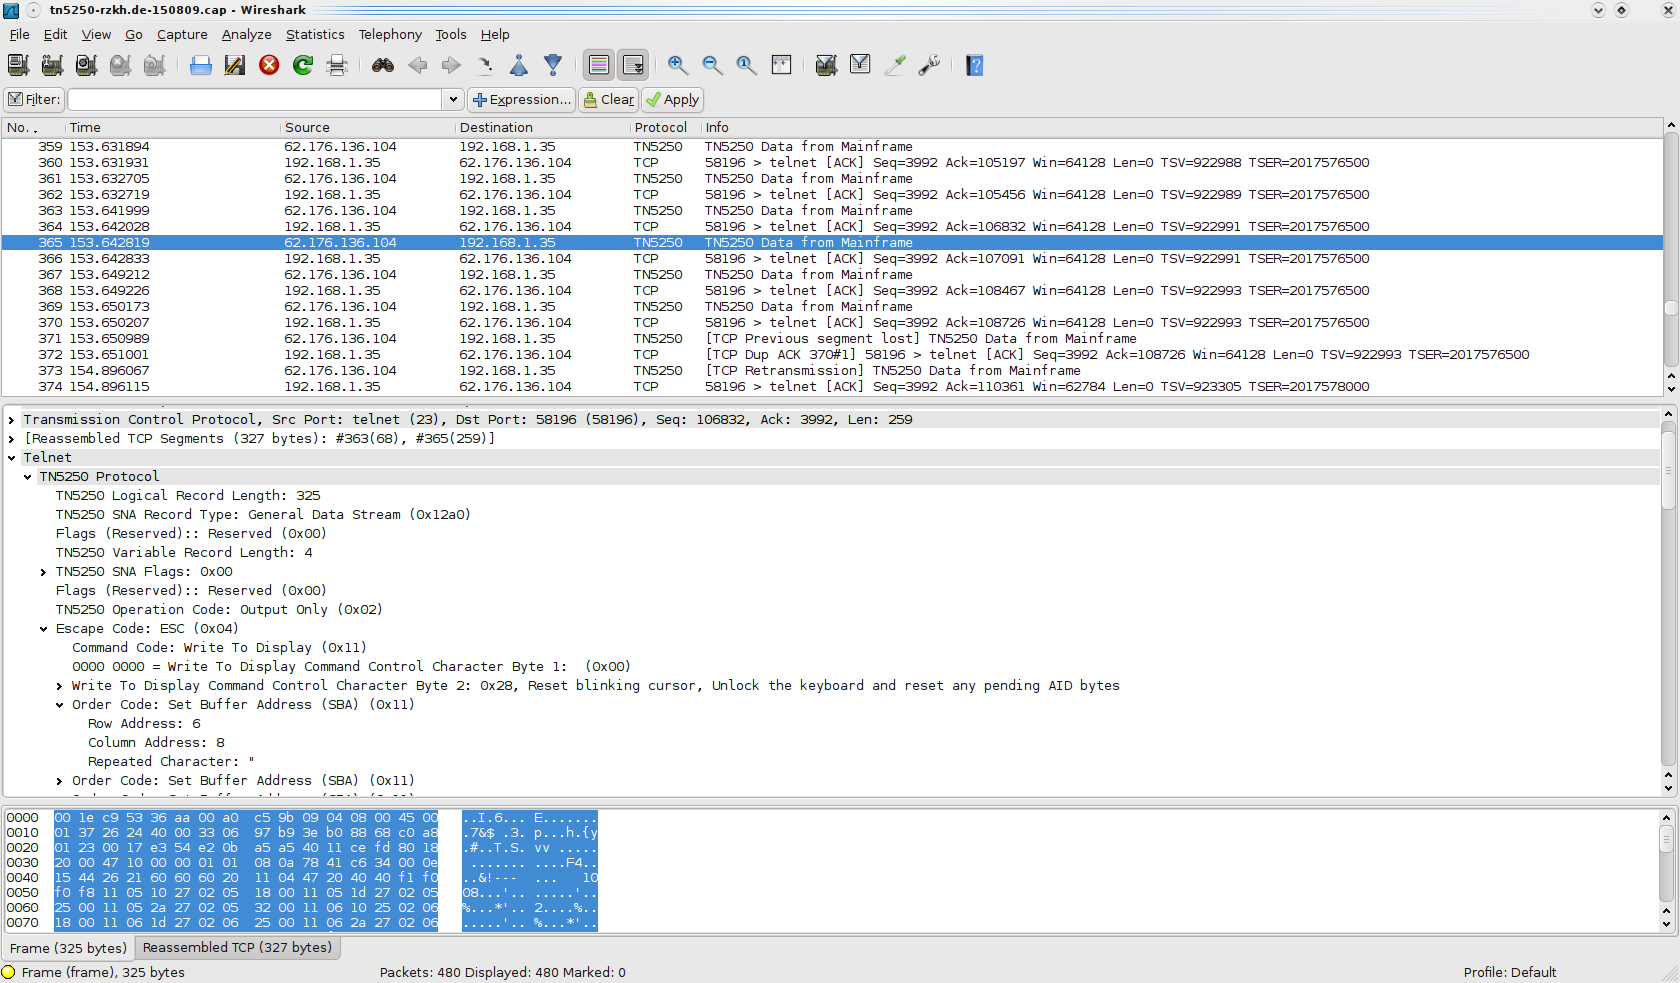 tn5250-rzkh.de-150809.cap - Wireshark
File Edit View Go Capture Analyze Statistics Telephony Tools Help
Filter: Expression... Clear Apply
No. . Time Source Destination Protocol Info
359 153.631894 62.176.136.104 192.168.1.35 TN5250 TN5250 Data from Mainframe
360 153.631931 192.168.1.35 62.176.136.104 TCP 58196 > telnet [ACK] Seq=3992 Ack=105197 Win=64128 Len=0 TSV=922988 TSER=2017576500
361 153.632705 62.176.136.104 192.168.1.35 TN5250 TN5250 Data from Mainframe
362 153.632719 192.168.1.35 62.176.136.104 TCP 58196 > telnet [ACK] Seq=3992 Ack=105456 Win=64128 Len=0 TSV=922989 TSER=2017576500
363 153.641999 62.176.136.104 192.168.1.35 TN5250 TN5250 Data from Mainframe
364 153.642028 192.168.1.35 62.176.136.104 TCP 58196 > telnet [ACK] Seq=3992 Ack=106832 Win=64128 Len=0 TSV=922991 TSER=2017576500
365 153.642819 62.176.136.104 192.168.1.35 TN5250 TN5250 Data from Mainframe
366 153.642833 192.168.1.35 62.176.136.104 TCP 58196 > telnet [ACK] Seq=3992 Ack=107091 Win=64128 Len=0 TSV=922991 TSER=2017576500
367 153.649212 62.176.136.104 192.168.1.35 TN5250 TN5250 Data from Mainframe
368 153.649226 192.168.1.35 62.176.136.104 TCP 58196 > telnet [ACK] Seq=3992 Ack=108467 Win=64128 Len=0 TSV=922993 TSER=2017576500
369 153.650173 62.176.136.104 192.168.1.35 TN5250 TN5250 Data from Mainframe
370 153.650207 192.168.1.35 62.176.136.104 TCP 58196 > telnet [ACK] Seq=3992 Ack=108726 Win=64128 Len=0 TSV=922993 TSER=2017576500
371 153.650989 62.176.136.104 192.168.1.35 TN5250 [TCP Previous segment lost] TN5250 Data from Mainframe
372 153.651001 192.168.1.35 62.176.136.104 TCP [TCP Dup ACK 370#1] 58196 > telnet [ACK] Seq=3992 Ack=108726 Win=64128 Len=0 TSV=922993 TSER=2017576500
373 154.896067 62.176.136.104 192.168.1.35 TN5250 [TCP Retransmission] TN5250 Data from Mainframe
374 154.896115 192.168.1.35 62.176.136.104 TCP 58196 > telnet [ACK] Seq=3992 Ack=110361 Win=62784 Len=0 TSV=923305 TSER=2017578000
Transmission Control Protocol, Src Port: telnet (23), Dst Port: 58196 (58196), Seq: 106832, Ack: 3992, Len: 259
[Reassembled TCP Segments (327 bytes): #363(68), #365(259)]
Telnet
TN5250 Protocol
TN5250 Logical Record Length: 325
TN5250 SNA Record Type: General Data Stream (0x12a0)
Flags (Reserved):: Reserved (0x00)
TN5250 Variable Record Length: 4
TN5250 SNA Flags: 0x00
Flags (Reserved):: Reserved (0x00)
TN5250 Operation Code: Output Only (0x02)
Escape Code: ESC (0x04)
Command Code: Write To Display (0x11)
0000 0000 = Write To Display Command Control Character Byte 1:  (0x00)
Write To Display Command Control Character Byte 2: 0x28, Reset blinking cursor, Unlock the keyboard and reset any pending AID bytes
Order Code: Set Buffer Address (SBA) (0x11)
Row Address: 6
Column Address: 8
Repeated Character: "
Order Code: Set Buffer Address (SBA) (0x11)
0000 00 1e c9 53 36 aa 00 a0 c5 9b 09 04 08 00 45 00 ..I.6... E.......
0010 01 37 26 24 40 00 33 06 97 b9 3e b0 88 68 c0 a8 .7&$ .3. p...h.{y
0020 01 23 00 17 e3 54 e2 0b a5 a5 40 11 ce fd 80 18 .#..T.S. vv .....
0030 20 00 47 10 00 00 01 01 08 0a 78 41 c6 34 00 0e ........ ....F4..
0040 15 44 26 21 60 60 60 20 11 04 47 20 40 40 f1 f0 ..&!--- ... 10
0050 f0 f8 11 05 10 27 02 05 18 00 11 05 1d 27 02 05 08...'.. ......'..
0060 25 00 11 05 2a 27 02 05 32 00 11 06 10 25 02 06 %...*'.. 2....%..
0070 18 00 11 06 1d 27 02 06 25 00 11 06 2a 27 02 06 .....'.. %...*'..
Frame (325 bytes) Reassembled TCP (327 bytes)
Frame (frame), 325 bytes Packets: 480 Displayed: 480 Marked: 0 Profile: Default